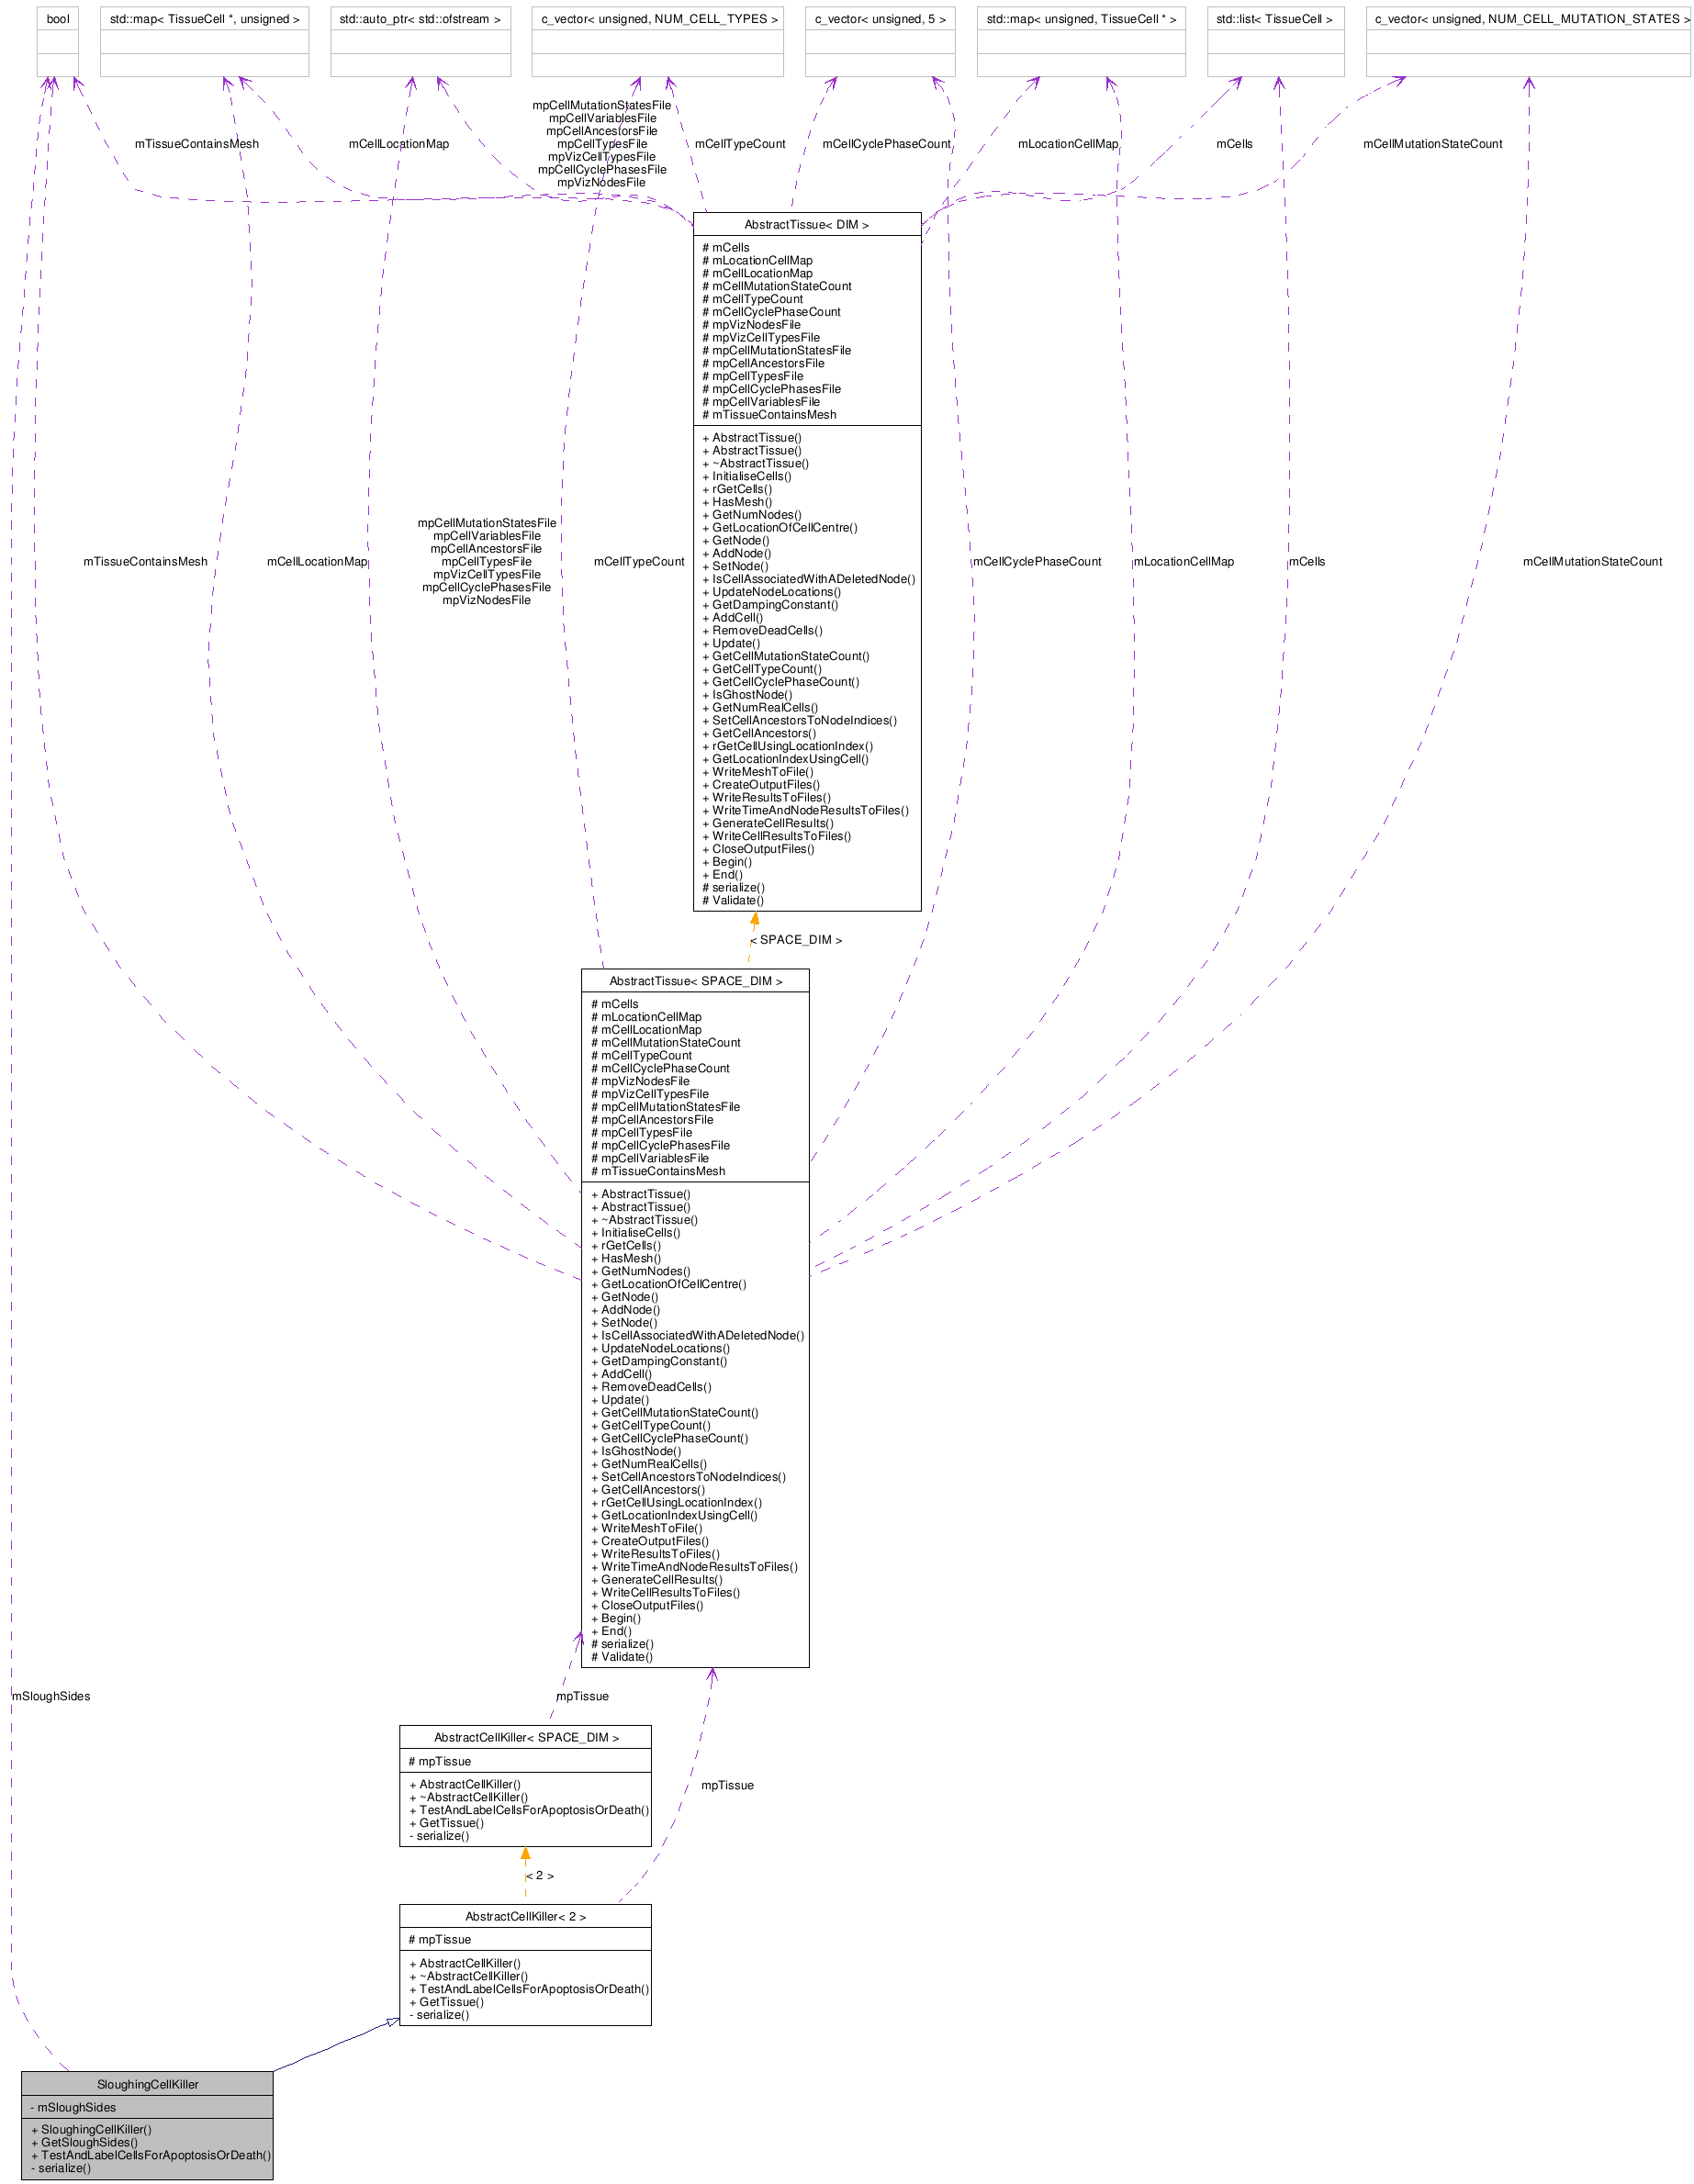 bool
std::map< TissueCell *, unsigned >
std::auto_ptr< std::ofstream >
c_vector< unsigned, NUM_CELL_TYPES >
c_vector< unsigned, 5 >
std::map< unsigned, TissueCell * >
std::list< TissueCell >
c_vector< unsigned, NUM_CELL_MUTATION_STATES >
mTissueContainsMesh
mCellLocationMap
mpCellMutationStatesFile
mpCellVariablesFile
mpCellAncestorsFile
mpCellTypesFile
mpVizCellTypesFile
mpCellCyclePhasesFile
mpVizNodesFile
mCellTypeCount
mCellCyclePhaseCount
mLocationCellMap
mCells
mCellMutationStateCount
AbstractTissue< DIM >
# mCells
# mLocationCellMap
# mCellLocationMap
# mCellMutationStateCount
# mCellTypeCount
# mCellCyclePhaseCount
# mpVizNodesFile
# mpVizCellTypesFile
# mpCellMutationStatesFile
# mpCellAncestorsFile
# mpCellTypesFile
# mpCellCyclePhasesFile
# mpCellVariablesFile
# mTissueContainsMesh
+ AbstractTissue()
+ AbstractTissue()
+ ~AbstractTissue()
+ InitialiseCells()
+ rGetCells()
+ HasMesh()
+ GetNumNodes()
+ GetLocationOfCellCentre()
+ GetNode()
+ AddNode()
+ SetNode()
+ IsCellAssociatedWithADeletedNode()
+ UpdateNodeLocations()
+ GetDampingConstant()
+ AddCell()
+ RemoveDeadCells()
+ Update()
+ GetCellMutationStateCount()
+ GetCellTypeCount()
+ GetCellCyclePhaseCount()
+ IsGhostNode()
+ GetNumRealCells()
+ SetCellAncestorsToNodeIndices()
+ GetCellAncestors()
+ rGetCellUsingLocationIndex()
+ GetLocationIndexUsingCell()
+ WriteMeshToFile()
+ CreateOutputFiles()
+ WriteResultsToFiles()
+ WriteTimeAndNodeResultsToFiles()
+ GenerateCellResults()
+ WriteCellResultsToFiles()
+ CloseOutputFiles()
+ Begin()
+ End()
# serialize()
# Validate()
mTissueContainsMesh
mCellLocationMap
mpCellMutationStatesFile
mpCellVariablesFile
mpCellAncestorsFile
mpCellTypesFile
mpVizCellTypesFile
mpCellCyclePhasesFile
mpVizNodesFile
mCellTypeCount
mCellCyclePhaseCount
mLocationCellMap
mCells
mCellMutationStateCount
< SPACE_DIM >
AbstractTissue< SPACE_DIM >
# mCells
# mLocationCellMap
# mCellLocationMap
# mCellMutationStateCount
# mCellTypeCount
# mCellCyclePhaseCount
# mpVizNodesFile
# mpVizCellTypesFile
# mpCellMutationStatesFile
# mpCellAncestorsFile
# mpCellTypesFile
# mpCellCyclePhasesFile
# mpCellVariablesFile
# mTissueContainsMesh
+ AbstractTissue()
+ AbstractTissue()
+ ~AbstractTissue()
+ InitialiseCells()
+ rGetCells()
+ HasMesh()
+ GetNumNodes()
+ GetLocationOfCellCentre()
+ GetNode()
+ AddNode()
+ SetNode()
+ IsCellAssociatedWithADeletedNode()
+ UpdateNodeLocations()
+ GetDampingConstant()
+ AddCell()
+ RemoveDeadCells()
+ Update()
+ GetCellMutationStateCount()
+ GetCellTypeCount()
+ GetCellCyclePhaseCount()
+ IsGhostNode()
+ GetNumRealCells()
+ SetCellAncestorsToNodeIndices()
+ GetCellAncestors()
+ rGetCellUsingLocationIndex()
+ GetLocationIndexUsingCell()
+ WriteMeshToFile()
+ CreateOutputFiles()
+ WriteResultsToFiles()
+ WriteTimeAndNodeResultsToFiles()
+ GenerateCellResults()
+ WriteCellResultsToFiles()
+ CloseOutputFiles()
+ Begin()
+ End()
# serialize()
# Validate()
mSloughSides
mpTissue
AbstractCellKiller< SPACE_DIM >
# mpTissue
+ AbstractCellKiller()
+ ~AbstractCellKiller()
+ TestAndLabelCellsForApoptosisOrDeath()
+ GetTissue()
- serialize()
mpTissue
< 2 >
AbstractCellKiller< 2 >
# mpTissue
+ AbstractCellKiller()
+ ~AbstractCellKiller()
+ TestAndLabelCellsForApoptosisOrDeath()
+ GetTissue()
- serialize()
SloughingCellKiller
- mSloughSides
+ SloughingCellKiller()
+ GetSloughSides()
+ TestAndLabelCellsForApoptosisOrDeath()
- serialize()